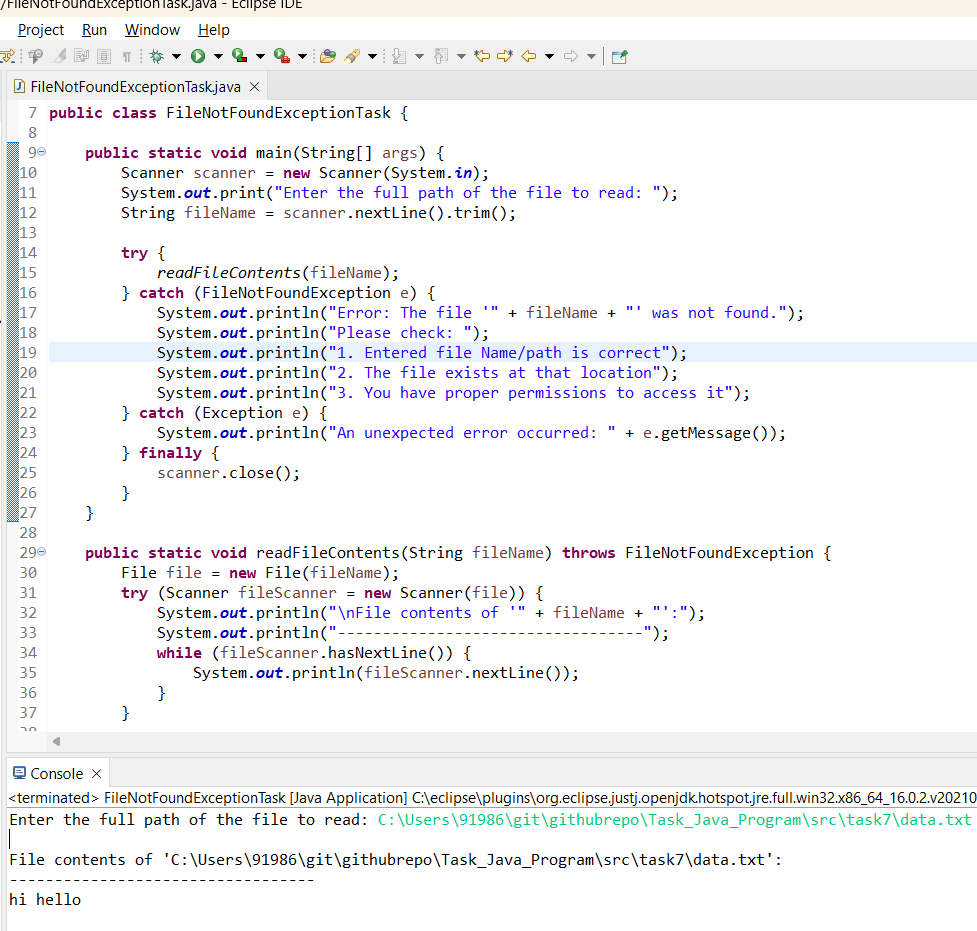 /FileNotFoundExceptionTask.java - Eclipse IDE
Project Run Window Help
FileNotFoundExceptionTask.java
7 public class FileNotFoundExceptionTask {
8
9 public static void main(String[] args) {
10 Scanner scanner = new Scanner(System.in);
11 System.out.print("Enter the full path of the file to read: ");
12 String fileName = scanner.nextLine().trim();
13
14 try {
15 readFileContents(fileName);
16 } catch (FileNotFoundException e) {
17 System.out.println("Error: The file '" + fileName + "' was not found.");
18 System.out.println("Please check: ");
19 System.out.println("1. Entered file Name/path is correct");
20 System.out.println("2. The file exists at that location");
21 System.out.println("3. You have proper permissions to access it");
22 } catch (Exception e) {
23 System.out.println("An unexpected error occurred: " + e.getMessage());
24 } finally {
25 scanner.close();
26 }
27 }
28
29 public static void readFileContents(String fileName) throws FileNotFoundException {
30 File file = new File(fileName);
31 try (Scanner fileScanner = new Scanner(file)) {
32 System.out.println("\nFile contents of '" + fileName + "':");
33 System.out.println("----------------------------------");
34 while (fileScanner.hasNextLine()) {
35 System.out.println(fileScanner.nextLine());
36 }
37 }
38
Console
<terminated> FileNotFoundExceptionTask [Java Application] C:\eclipse\plugins\org.eclipse.justj.openjdk.hotspot.jre.full.win32.x86_64_16.0.2.v20210
Enter the full path of the file to read: C:\Users\91986\git\githubrepo\Task_Java_Program\src\task7\data.txt
File contents of 'C:\Users\91986\git\githubrepo\Task_Java_Program\src\task7\data.txt':
----------------------------------
hi hello